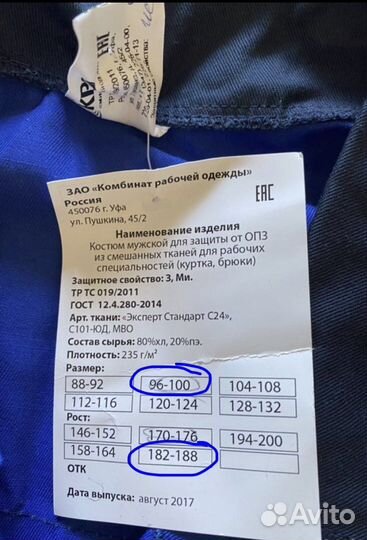 ЕАС
ЗАО «Комбинат рабочей одежды»
Россия
450076 г. Уфа
ул. Пушкина, 45/2
ЕАС
Наименование изделия
Костюм мужской для защиты от ОПЗ
из смешанных тканей для рабочих
специальностей (куртка, брюки)
Защитное свойство: З, Ми.
ТР ТС 019/2011
ГОСТ 12.4.280-2014
Арт. ткани: «Эксперт Стандарт С24»,
С101-ЮД, МВО
Состав сырья: 80%хл, 20%пэ.
Плотность: 235 г/м²
Размер:
88-92 96-100 104-108
112-116 120-124 128-132
Рост:
146-152 170-176 194-200
158-164 182-188
ОТК
Дата выпуска: август 2017
Avito